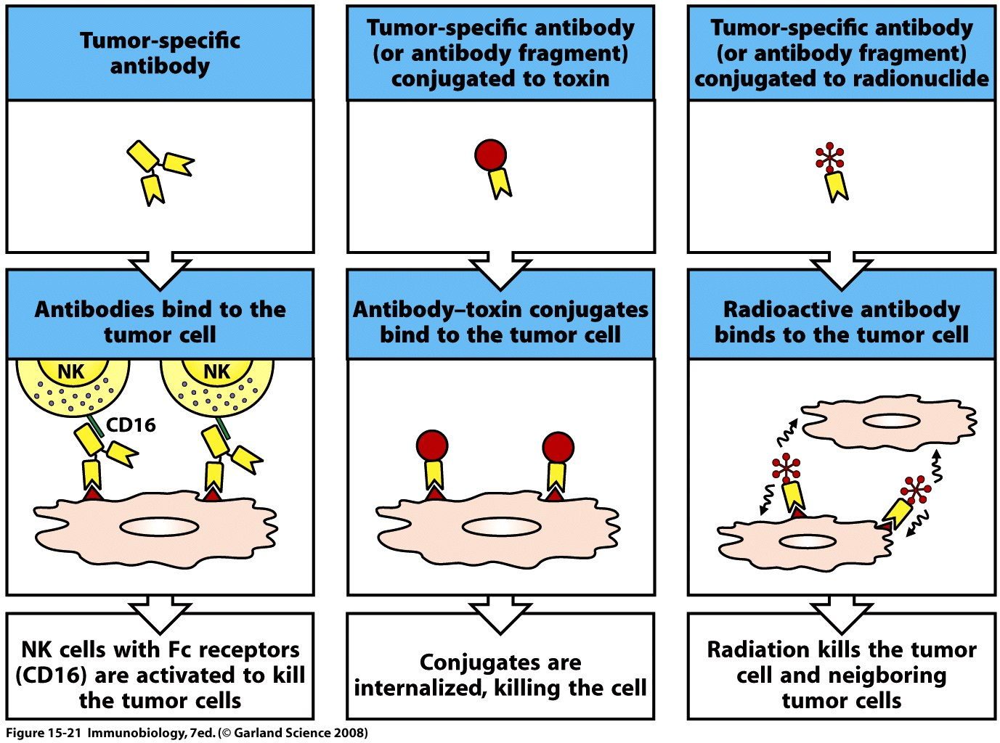 Tumor-specific
antibody
Tumor-specific antibody
(or antibody fragment)
conjugated to toxin
Tumor-specific antibody
(or antibody fragment)
conjugated to radionuclide
Antibodies bind to the
tumor cell
Antibody–toxin conjugates
bind to the tumor cell
Radioactive antibody
binds to the tumor cell
NK
NK
CD16
NK cells with Fc receptors
(CD16) are activated to kill
the tumor cells
Conjugates are
internalized, killing the cell
Radiation kills the tumor
cell and neigboring
tumor cells
Figure 15-21 Immunobiology, 7ed. (© Garland Science 2008)